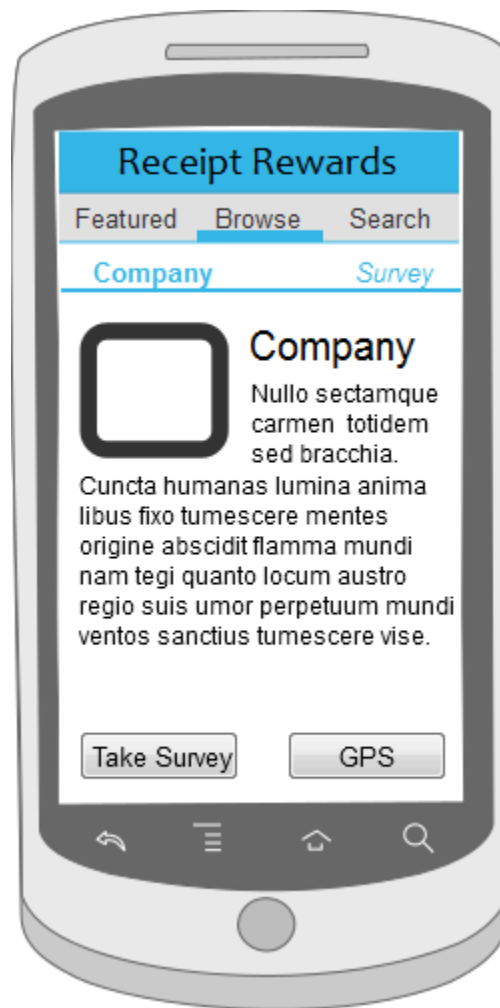 Receipt Rewards
Featured Browse Search
Company Survey
Company
Nullo sectamque
carmen totidem
sed bracchia.
Cuncta humanas lumina anima
libus fixo tumescere mentes
origine abscidit flamma mundi
nam tegi quanto locum austro
regio suis umor perpetuum mundi
ventos sanctius tumescere vise.
Take Survey GPS